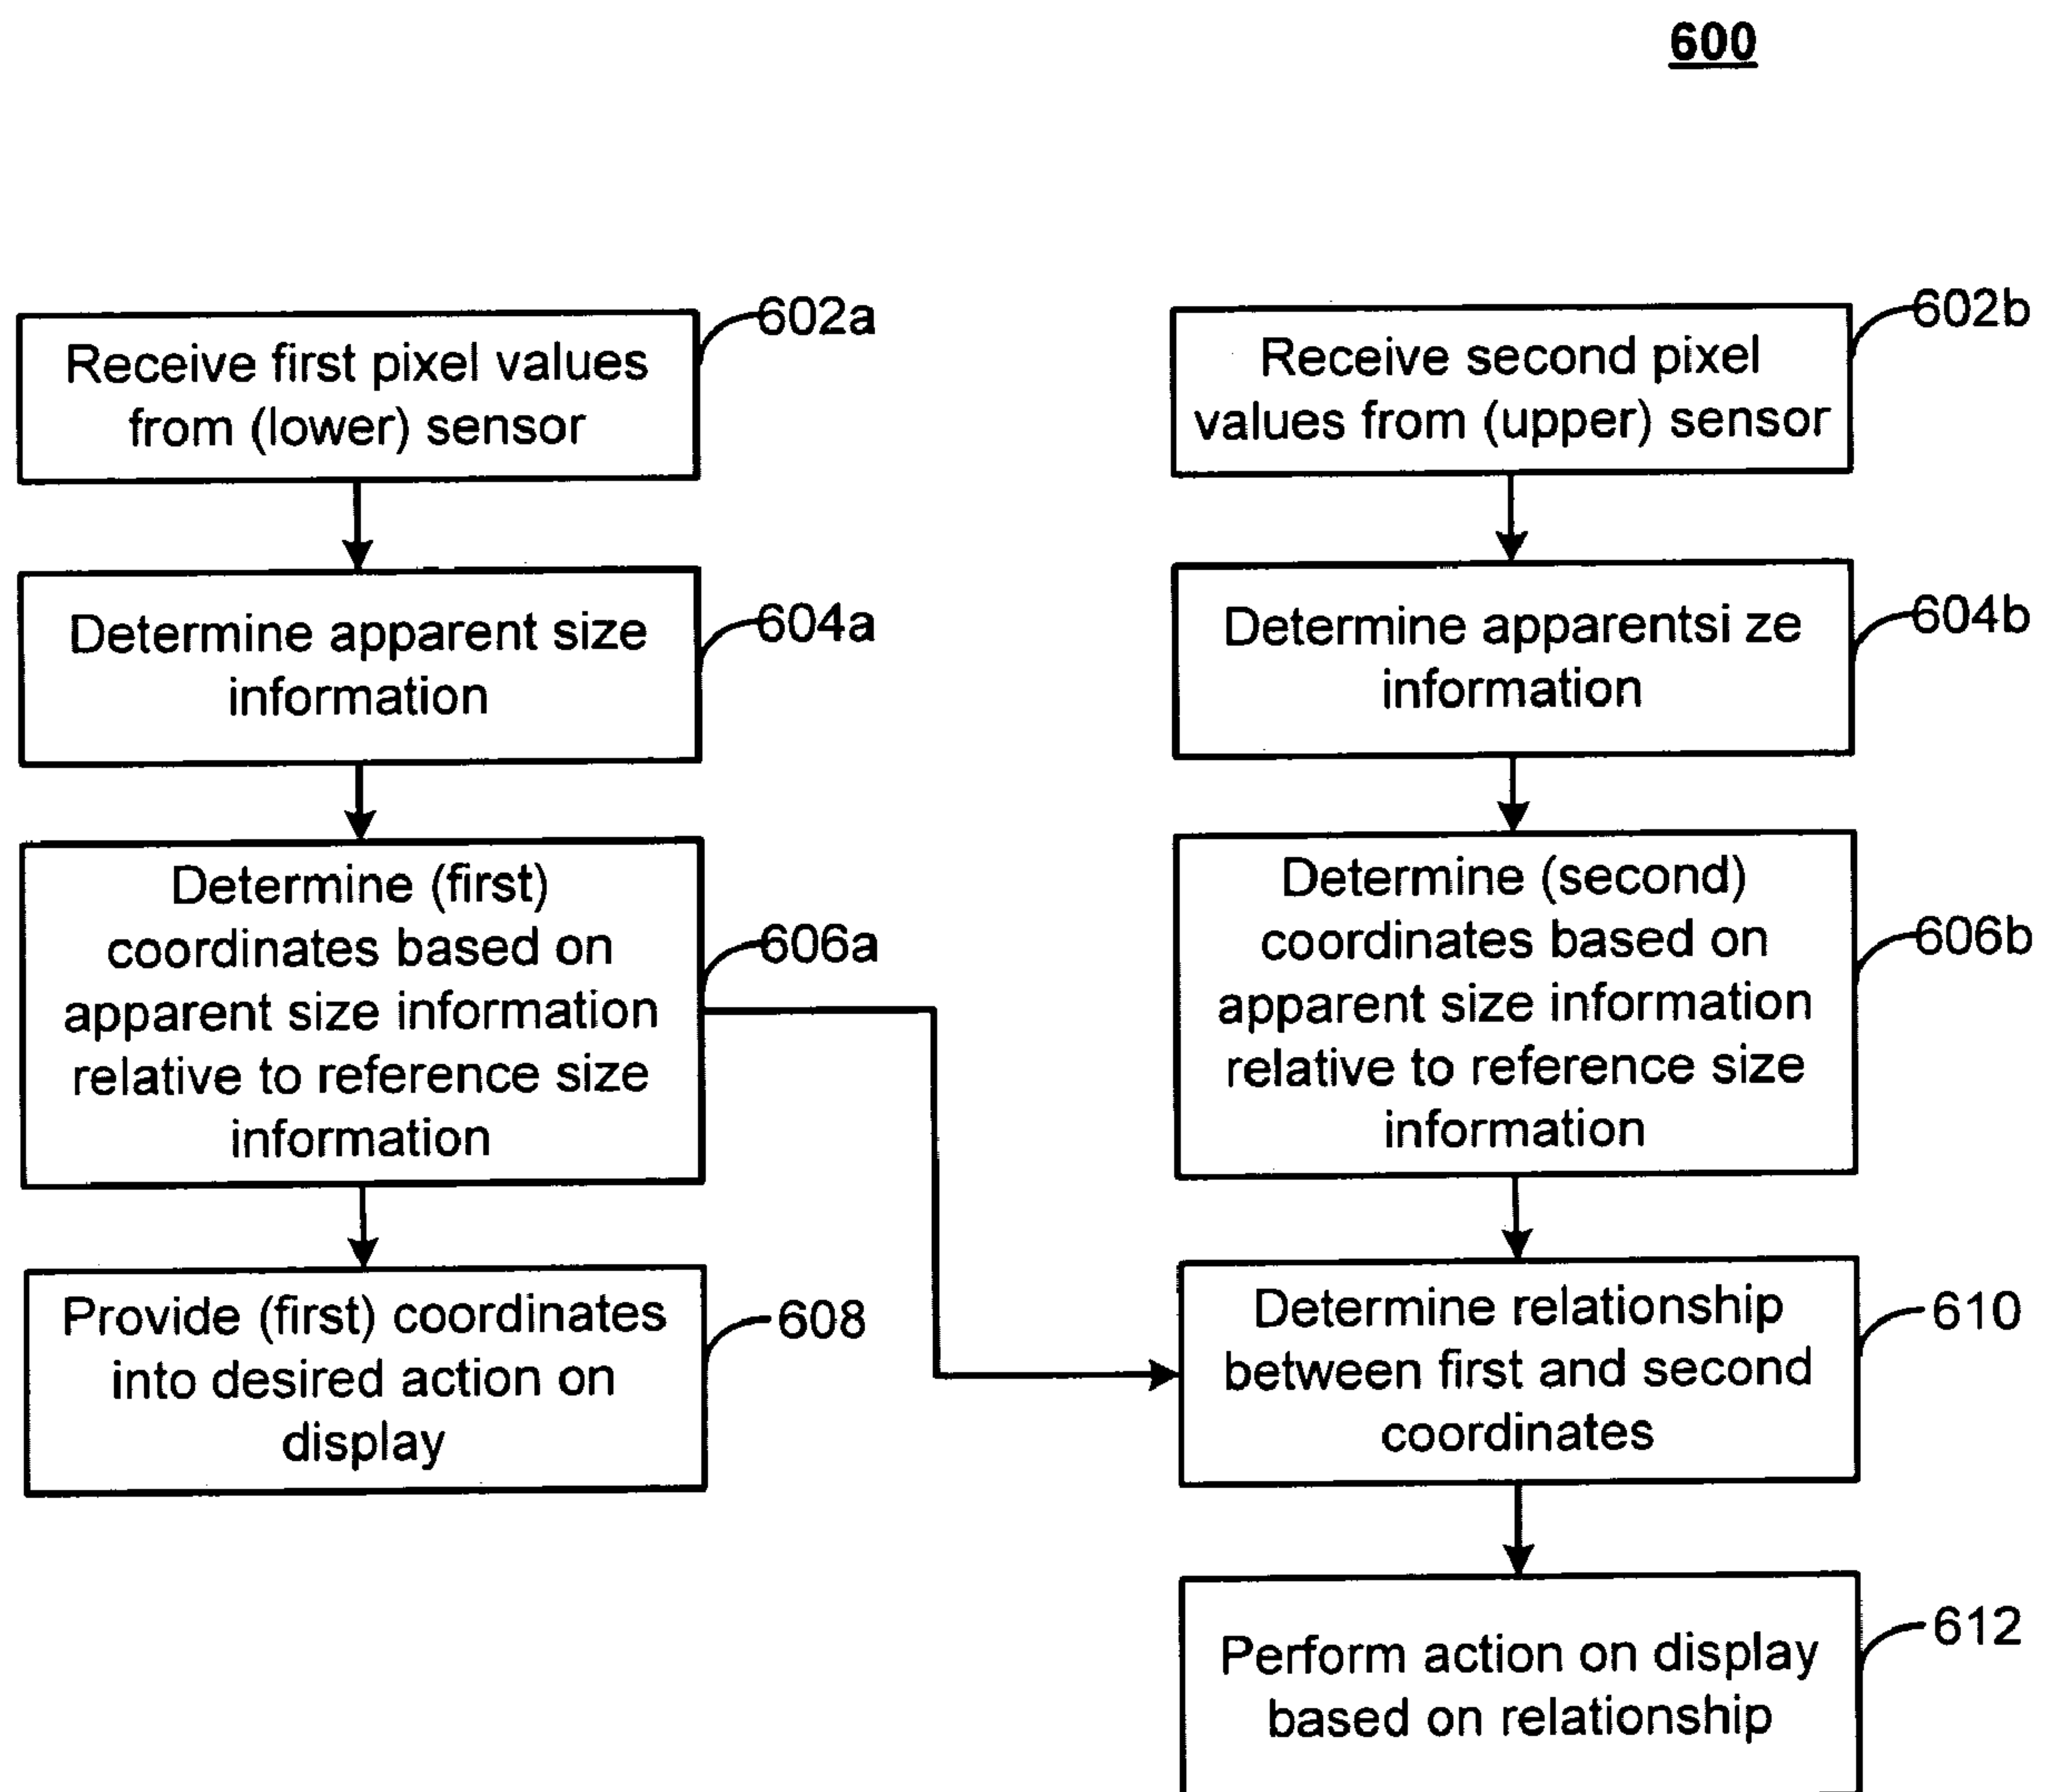 600
Receive first pixel values
from (lower) sensor
602a
Determine apparent size
information
604a
Determine (first)
coordinates based on
apparent size information
relative to reference size
information
606a
Provide (first) coordinates
into desired action on
display
608
Receive second pixel
values from (upper) sensor
602b
Determine apparentsi ze
information
604b
Determine (second)
coordinates based on
apparent size information
relative to reference size
information
606b
Determine relationship
between first and second
coordinates
610
Perform action on display
based on relationship
612